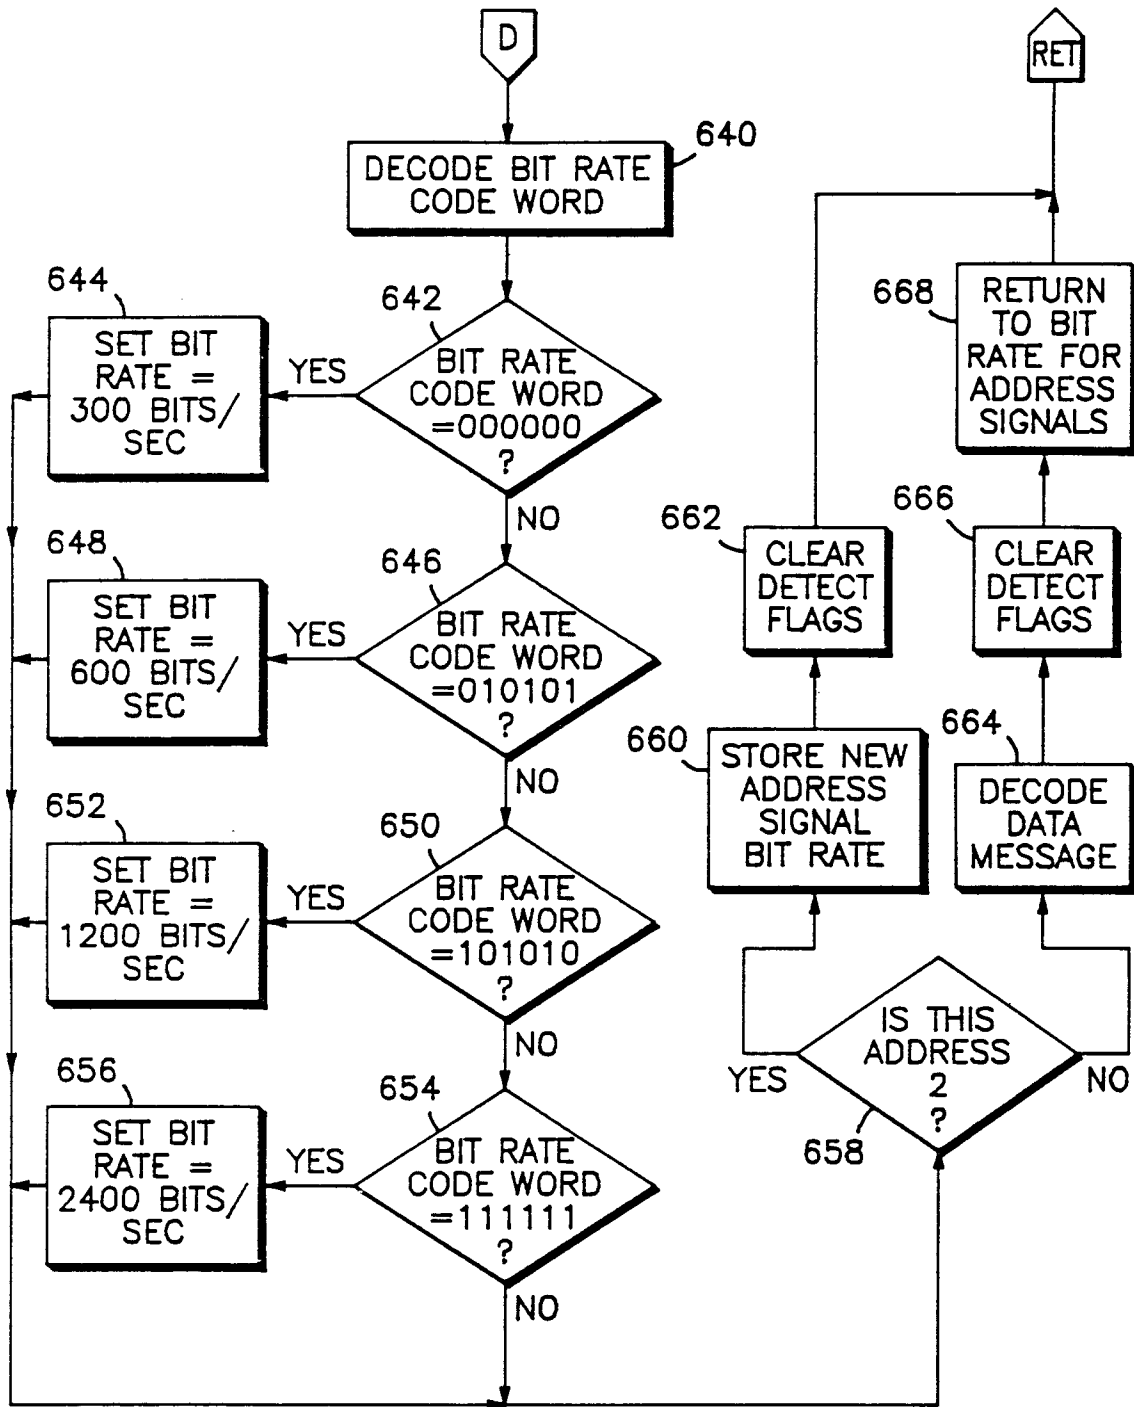 D
640
DECODE BIT RATE
CODE WORD
644
SET BIT
RATE =
300 BITS/
SEC
642
BIT RATE
CODE WORD
=000000
?
YES
NO
648
SET BIT
RATE =
600 BITS/
SEC
646
BIT RATE
CODE WORD
=010101
?
YES
NO
652
SET BIT
RATE =
1200 BITS/
SEC
650
BIT RATE
CODE WORD
=101010
?
YES
NO
656
SET BIT
RATE =
2400 BITS/
SEC
654
BIT RATE
CODE WORD
=111111
?
YES
NO
RET
668
RETURN
TO BIT
RATE FOR
ADDRESS
SIGNALS
662
CLEAR
DETECT
FLAGS
666
CLEAR
DETECT
FLAGS
660
STORE NEW
ADDRESS
SIGNAL
BIT RATE
664
DECODE
DATA
MESSAGE
658
IS THIS
ADDRESS
2
?
YES
NO